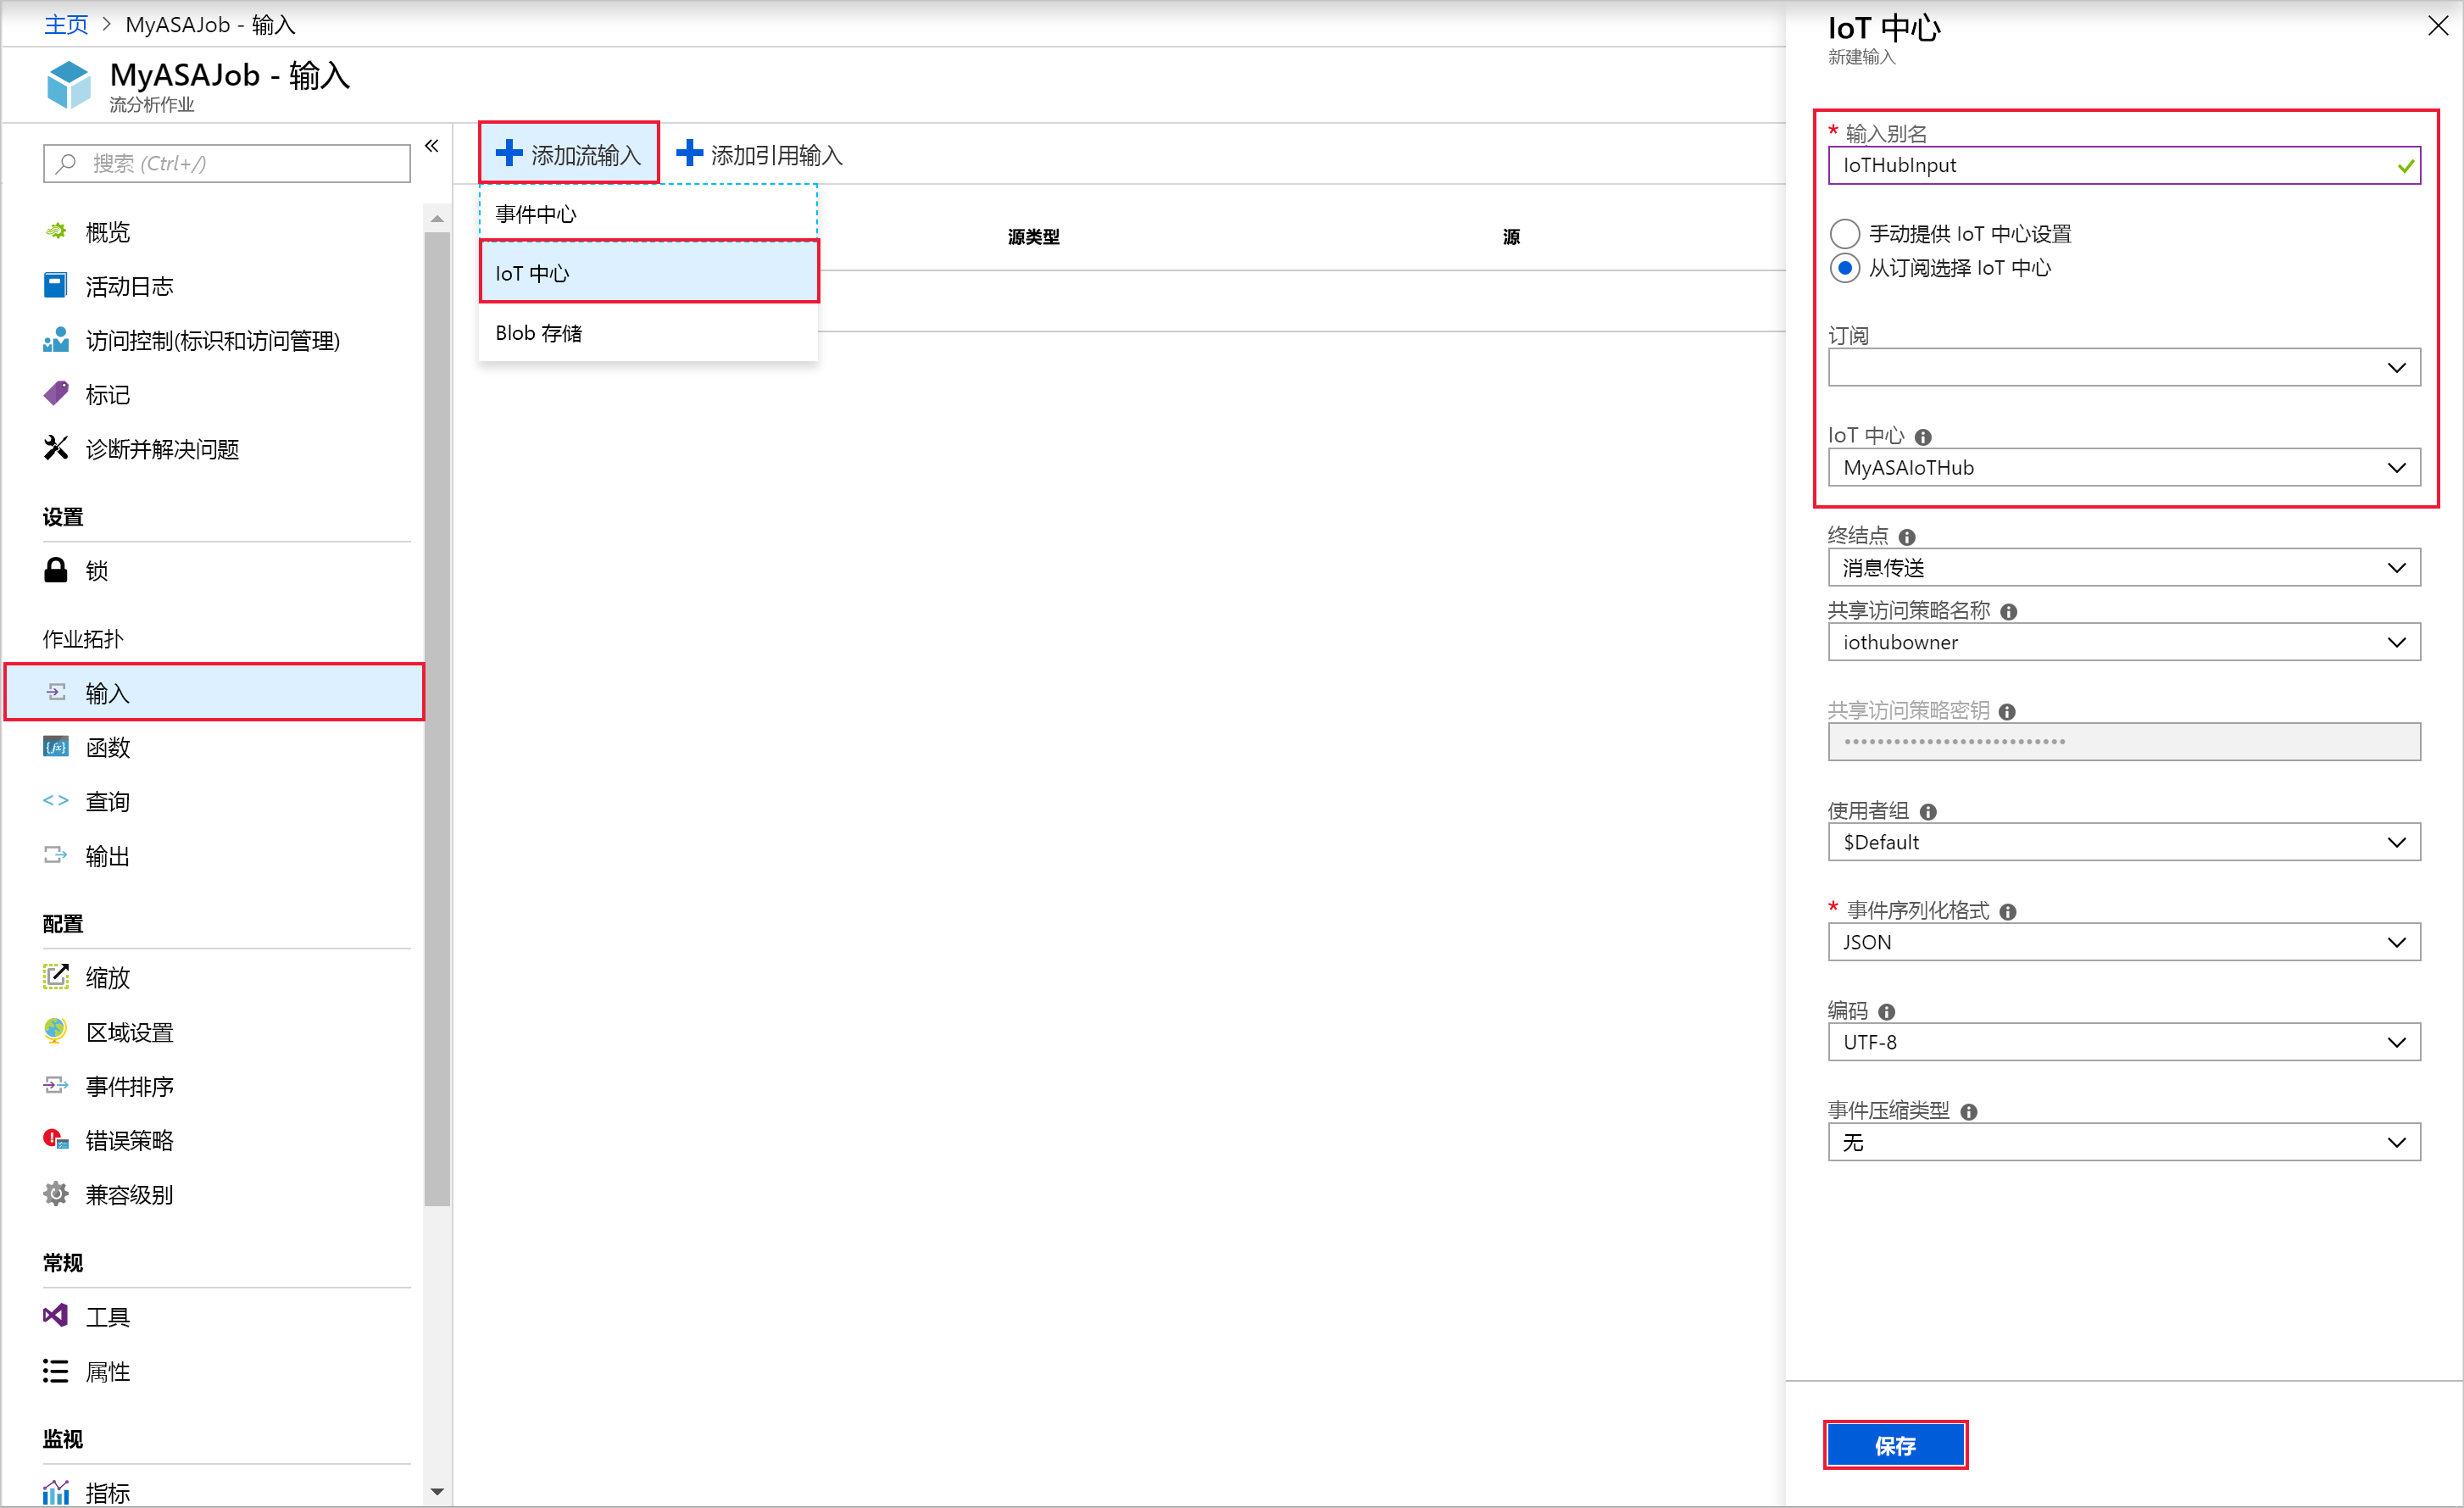 主页 > MyASAJob - 输入
MyASAJob - 输入
流分析作业
搜索 (Ctrl+/)
概览
活动日志
访问控制(标识和访问管理)
标记
诊断并解决问题
设置
锁
作业拓扑
输入
函数
查询
输出
配置
缩放
区域设置
事件排序
错误策略
兼容级别
常规
工具
属性
监视
指标
添加流输入
添加引用输入
事件中心
IoT 中心
Blob 存储
源类型
源
IoT 中心
新建输入
* 输入别名
IoTHubInput
手动提供 IoT 中心设置
从订阅选择 IoT 中心
订阅
IoT 中心
MyASAIoTHub
终结点
消息传送
共享访问策略名称
iothubowner
共享访问策略密钥
使用者组
$Default
* 事件序列化格式
JSON
编码
UTF-8
事件压缩类型
无
保存